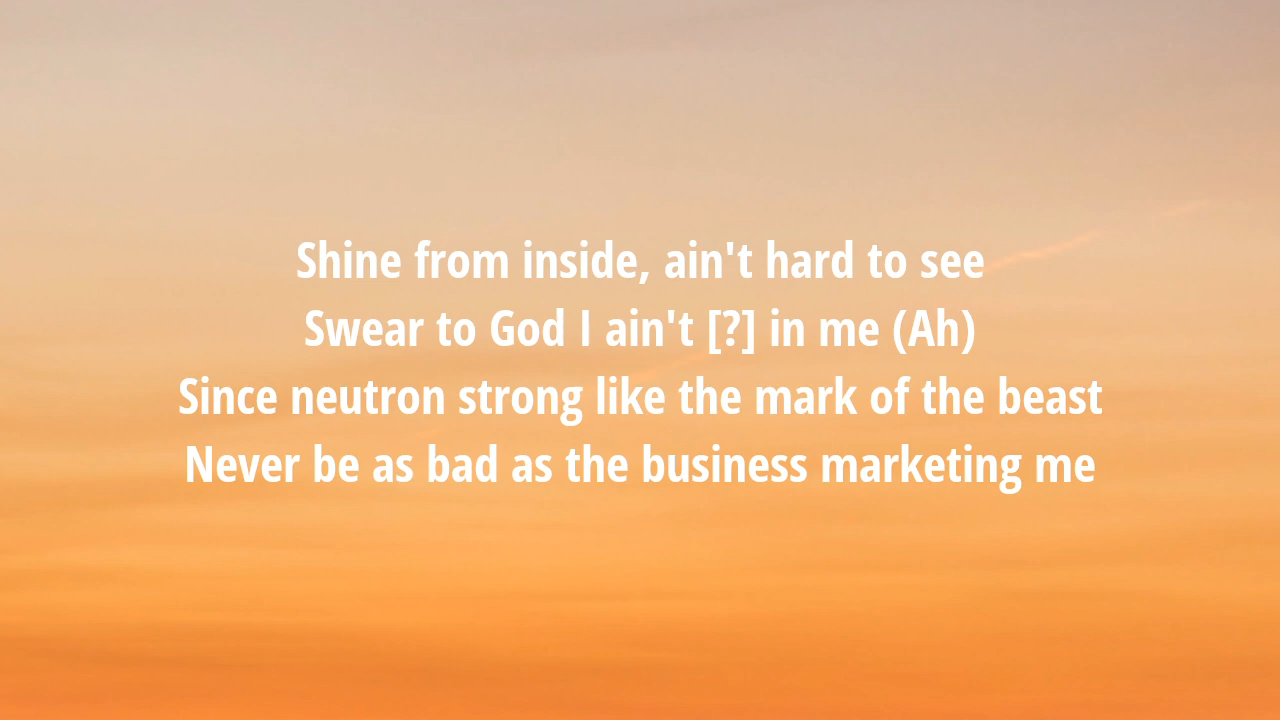 Shine from inside, ain't hard to see
Swear to God I ain't [?] in me (Ah)
Since neutron strong like the mark of the beast
Never be as bad as the business marketing me